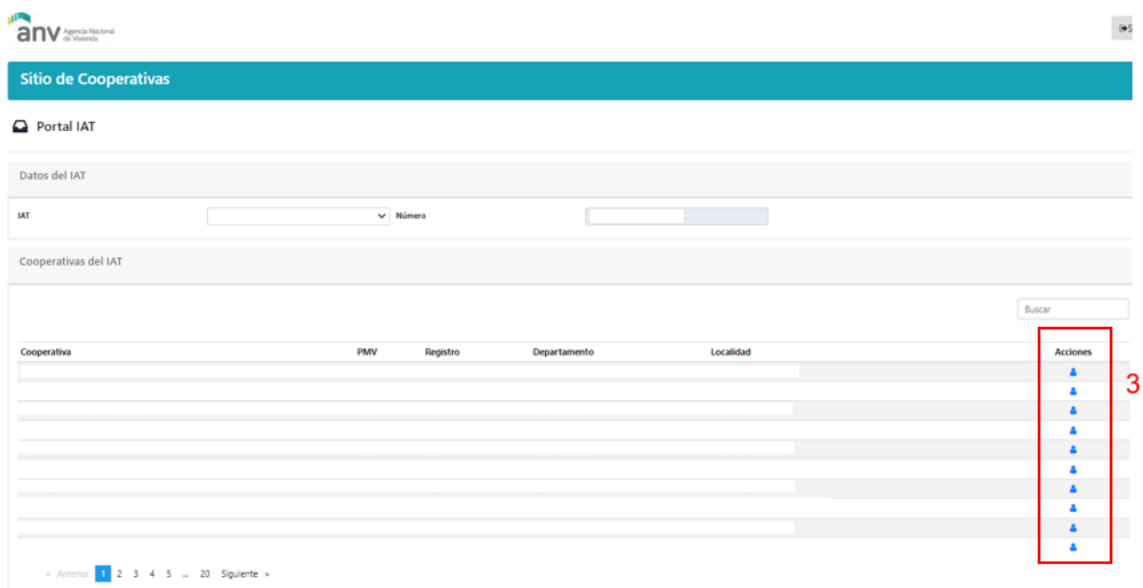 anv Agencia Nacional
de Vivienda
Sitio de Cooperativas
Portal IAT
Datos del IAT
IAT Número
Cooperativas del IAT
Buscar
Cooperativa PMV Registro Departamento Localidad Acciones
3
« Anterior 1 2 3 4 5 ... 20 Siguiente »